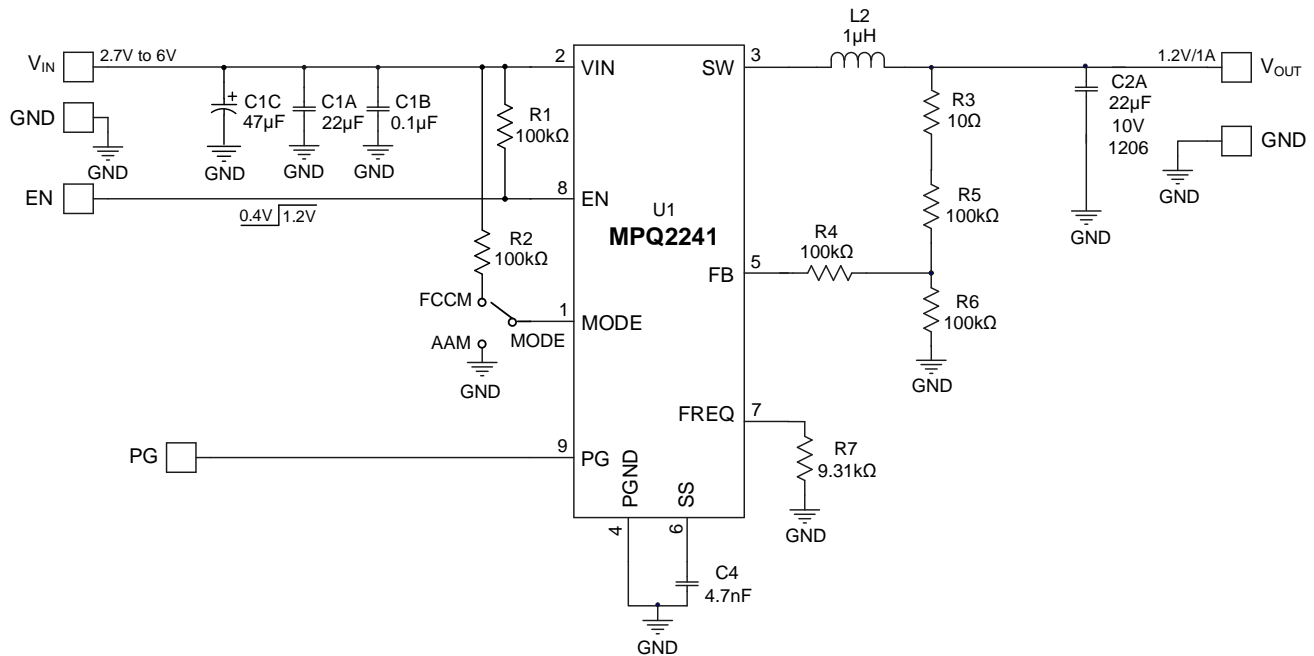 L2
1µH
VIN
2.7V to 6V
2
VIN
SW
3
1.2V/1A
VOUT
C1C
47µF
+
C1A
22µF
C1B
0.1µF
R1
100kΩ
R3
10Ω
C2A
22µF
10V
1206
GND
GND
GND
GND
GND
GND
GND
EN
8
EN
0.4V
1.2V
U1
MPQ2241
R5
100kΩ
GND
R2
100kΩ
R4
100kΩ
FB
5
R6
100kΩ
FCCM
1
MODE
MODE
AAM
GND
GND
FREQ
7
R7
9.31kΩ
PG
9
PG
PGND
SS
4
6
GND
C4
4.7nF
GND